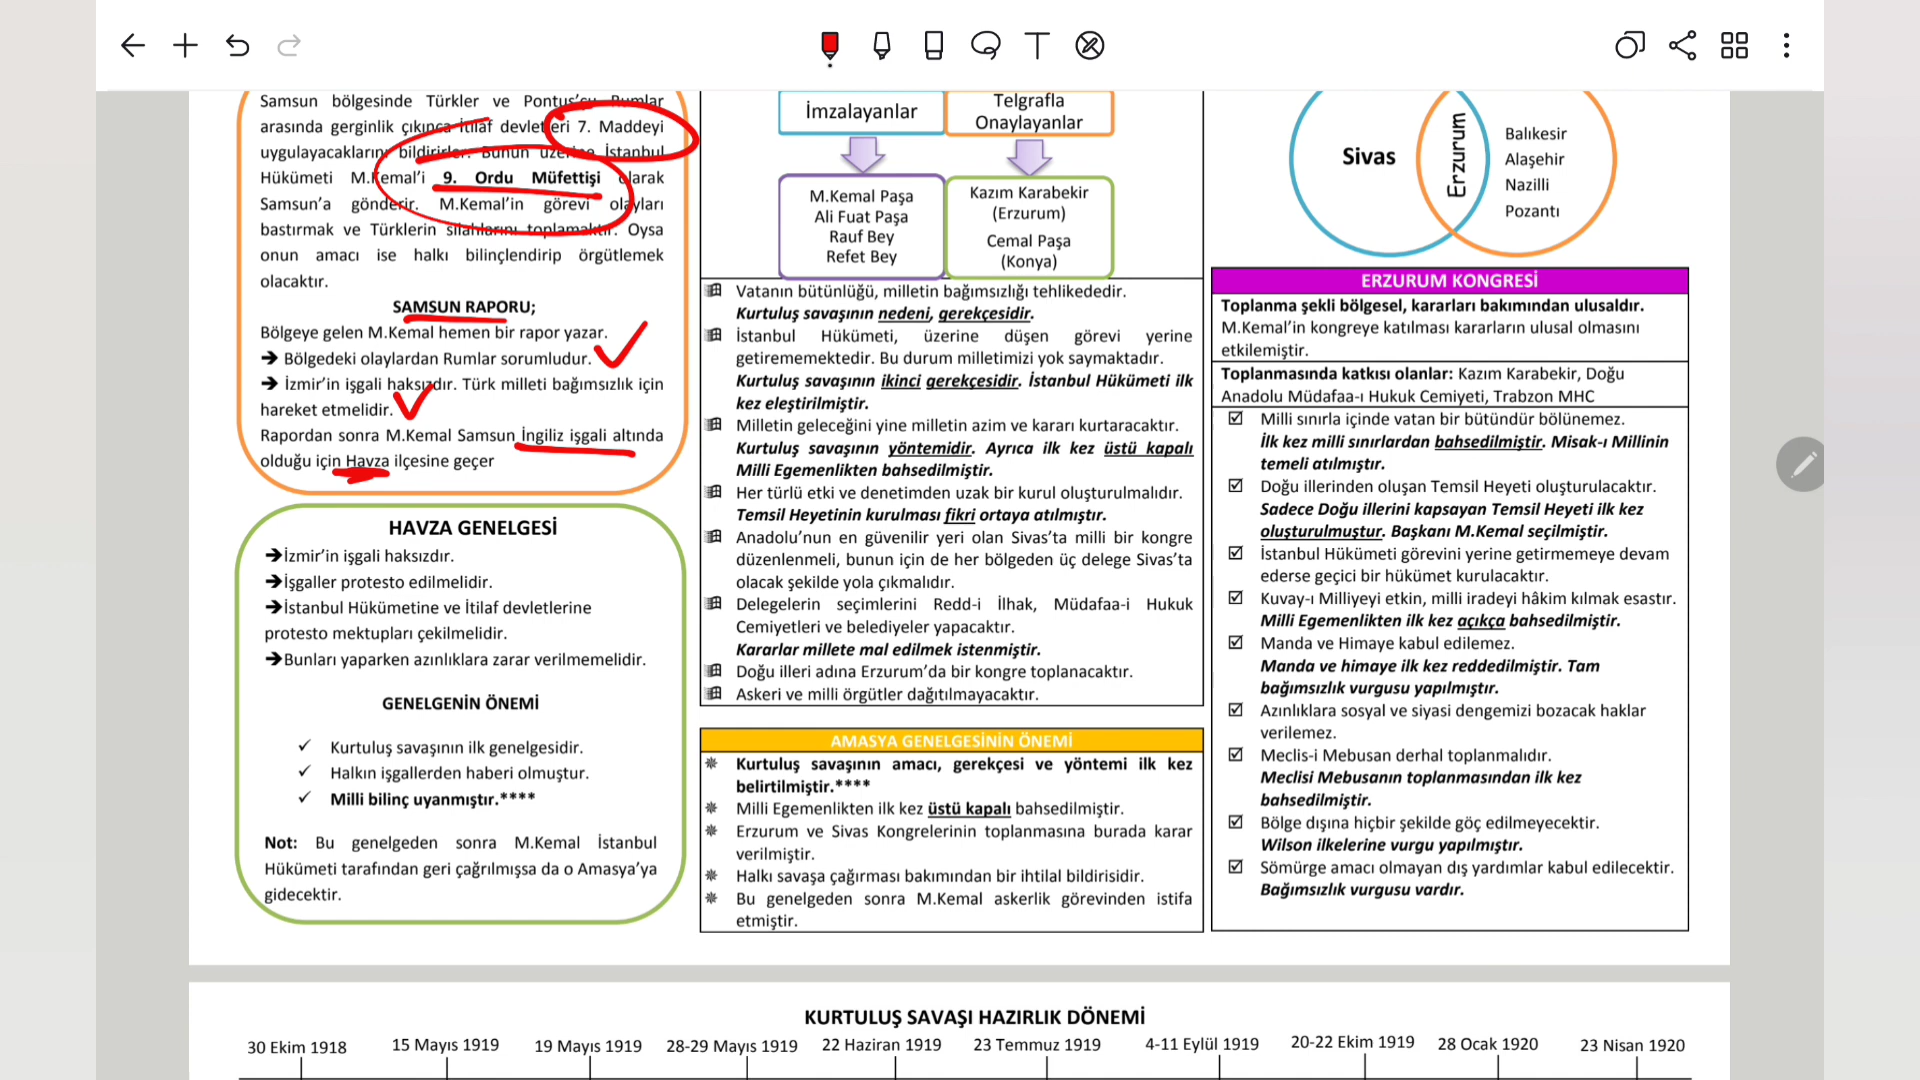 Samsun bölgesinde Türkler ve Pontus'çu Rumlar
arasında gerginlik çıkınca İtilaf devletleri 7. Maddeyi
uygulayacaklarını bildirirler. Bunun üzerine İstanbul
Hükümeti M.Kemal'i 9. Ordu Müfettişi olarak
Samsun'a gönderir. M.Kemal'in görevi olayları
bastırmak ve Türklerin silahlarını toplamaktır. Oysa
onun amacı ise halkı bilinçlendirip örgütlemek
olacaktır.
SAMSUN RAPORU;
Bölgeye gelen M.Kemal hemen bir rapor yazar.
➔ Bölgedeki olaylardan Rumlar sorumludur.
➔ İzmir'in işgali haksızdır. Türk milleti bağımsızlık için
hareket etmelidir.
Rapordan sonra M.Kemal Samsun İngiliz işgali altında
olduğu için Havza ilçesine geçer
HAVZA GENELGESİ
➔İzmir'in işgali haksızdır.
➔İşgaller protesto edilmelidir.
➔İstanbul Hükümetine ve İtilaf devletlerine
protesto mektupları çekilmelidir.
➔Bunları yaparken azınlıklara zarar verilmemelidir.
GENELGENİN ÖNEMİ
✓ Kurtuluş savaşının ilk genelgesidir.
✓ Halkın işgallerden haberi olmuştur.
✓ Milli bilinç uyanmıştır.****
Not: Bu genelgeden sonra M.Kemal İstanbul
Hükümeti tarafından geri çağrılmışsa da o Amasya'ya
gidecektir.
İmzalayanlar
Telgrafla
Onaylayanlar
M.Kemal Paşa
Ali Fuat Paşa
Rauf Bey
Refet Bey
Kazım Karabekir
(Erzurum)
Cemal Paşa
(Konya)
Vatanın bütünlüğü, milletin bağımsızlığı tehlikededir.
Kurtuluş savaşının nedeni, gerekçesidir.
İstanbul Hükümeti, üzerine düşen görevi yerine
getirememektedir. Bu durum milletimizi yok saymaktadır.
Kurtuluş savaşının ikinci gerekçesidir. İstanbul Hükümeti ilk
kez eleştirilmiştir.
Milletin geleceğini yine milletin azim ve kararı kurtaracaktır.
Kurtuluş savaşının yöntemidir. Ayrıca ilk kez üstü kapalı
Milli Egemenlikten bahsedilmiştir.
Her türlü etki ve denetimden uzak bir kurul oluşturulmalıdır.
Temsil Heyetinin kurulması fikri ortaya atılmıştır.
Anadolu'nun en güvenilir yeri olan Sivas'ta milli bir kongre
düzenlenmeli, bunun için de her bölgeden üç delege Sivas'ta
olacak şekilde yola çıkmalıdır.
Delegelerin seçimlerini Redd-i İlhak, Müdafaa-i Hukuk
Cemiyetleri ve belediyeler yapacaktır.
Kararlar millete mal edilmek istenmiştir.
Doğu illeri adına Erzurum'da bir kongre toplanacaktır.
Askeri ve milli örgütler dağıtılmayacaktır.
AMASYA GENELGESİNİN ÖNEMİ
Kurtuluş savaşının amacı, gerekçesi ve yöntemi ilk kez
belirtilmiştir.****
Milli Egemenlikten ilk kez üstü kapalı bahsedilmiştir.
Erzurum ve Sivas Kongrelerinin toplanmasına burada karar
verilmiştir.
Halkı savaşa çağırması bakımından bir ihtilal bildirisidir.
Bu genelgeden sonra M.Kemal askerlik görevinden istifa
etmiştir.
Sivas
Erzurum
Balıkesir
Alaşehir
Nazilli
Pozantı
ERZURUM KONGRESİ
Toplanma şekli bölgesel, kararları bakımından ulusaldır.
M.Kemal'in kongreye katılması kararların ulusal olmasını
etkilemiştir.
Toplanmasında katkısı olanlar: Kazım Karabekir, Doğu
Anadolu Müdafaa-ı Hukuk Cemiyeti, Trabzon MHC
Milli sınırla içinde vatan bir bütündür bölünemez.
İlk kez milli sınırlardan bahsedilmiştir. Misak-ı Millinin
temeli atılmıştır.
Doğu illerinden oluşan Temsil Heyeti oluşturulacaktır.
Sadece Doğu illerini kapsayan Temsil Heyeti ilk kez
oluşturulmuştur. Başkanı M.Kemal seçilmiştir.
İstanbul Hükümeti görevini yerine getirmemeye devam
ederse geçici bir hükümet kurulacaktır.
Kuvay-ı Milliyeyi etkin, milli iradeyi hâkim kılmak esastır.
Milli Egemenlikten ilk kez açıkça bahsedilmiştir.
Manda ve Himaye kabul edilemez.
Manda ve himaye ilk kez reddedilmiştir. Tam
bağımsızlık vurgusu yapılmıştır.
Azınlıklara sosyal ve siyasi dengemizi bozacak haklar
verilemez.
Meclis-i Mebusan derhal toplanmalıdır.
Meclisi Mebusanın toplanmasından ilk kez
bahsedilmiştir.
Bölge dışına hiçbir şekilde göç edilmeyecektir.
Wilson ilkelerine vurgu yapılmıştır.
Sömürge amacı olmayan dış yardımlar kabul edilecektir.
Bağımsızlık vurgusu vardır.
KURTULUŞ SAVAŞI HAZIRLIK DÖNEMİ
30 Ekim 1918 15 Mayıs 1919 19 Mayıs 1919 28-29 Mayıs 1919 22 Haziran 1919 23 Temmuz 1919 4-11 Eylül 1919 20-22 Ekim 1919 28 Ocak 1920 23 Nisan 1920